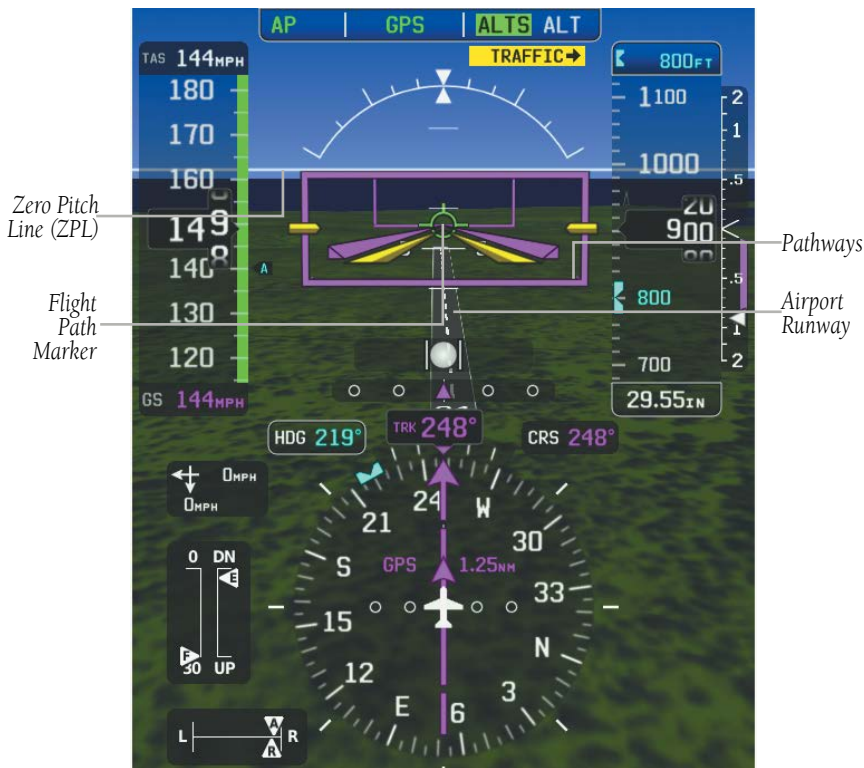 AP GPS ALTS ALT
TRAFFIC➡
TAS 144MPH
180
170
160
149
8
140
130
120
GS 144MPH
A
800FT
1100
1000
20
900
80
800
700
29.55IN
2
1
.5
.5
1
2
Zero Pitch
Line (ZPL)
Flight
Path
Marker
Pathways
Airport
Runway
HDG 219°
TRK 248°
CRS 248°
0MPH
0MPH
GPS 1.25NM
24
W
30
33
N
3
6
E
12
15
S
21
0 DN
E
F
30 UP
L A R
R